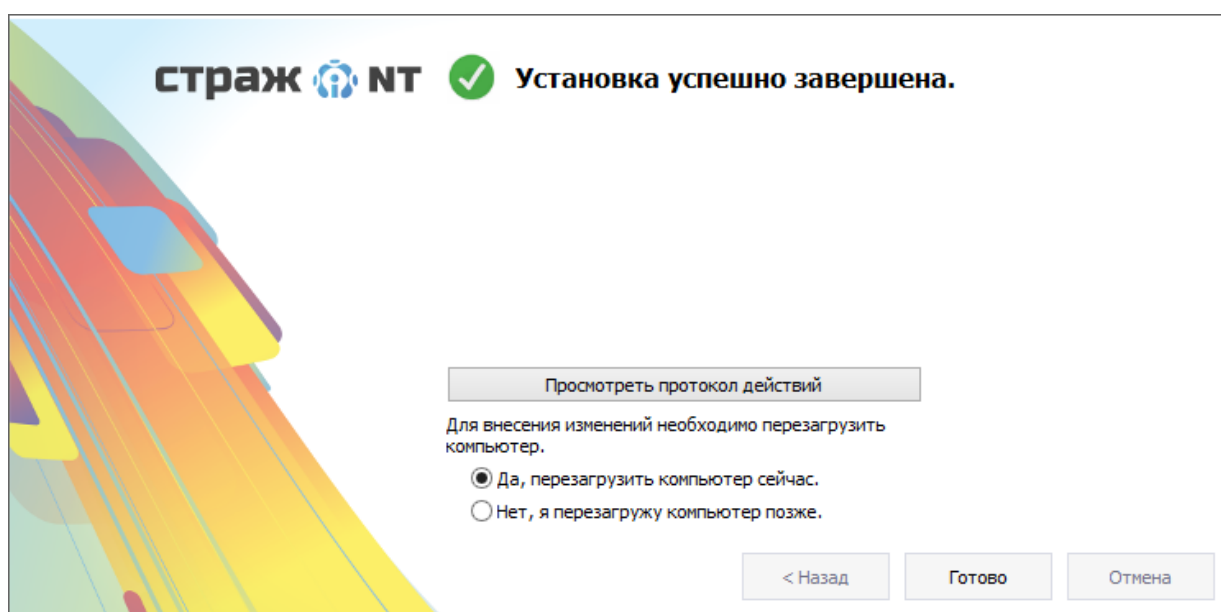 страж NT
Установка успешно завершена.
Просмотреть протокол действий
Для внесения изменений необходимо перезагрузить
компьютер.
Да, перезагрузить компьютер сейчас.
Нет, я перезагружу компьютер позже.
< Назад
Готово
Отмена